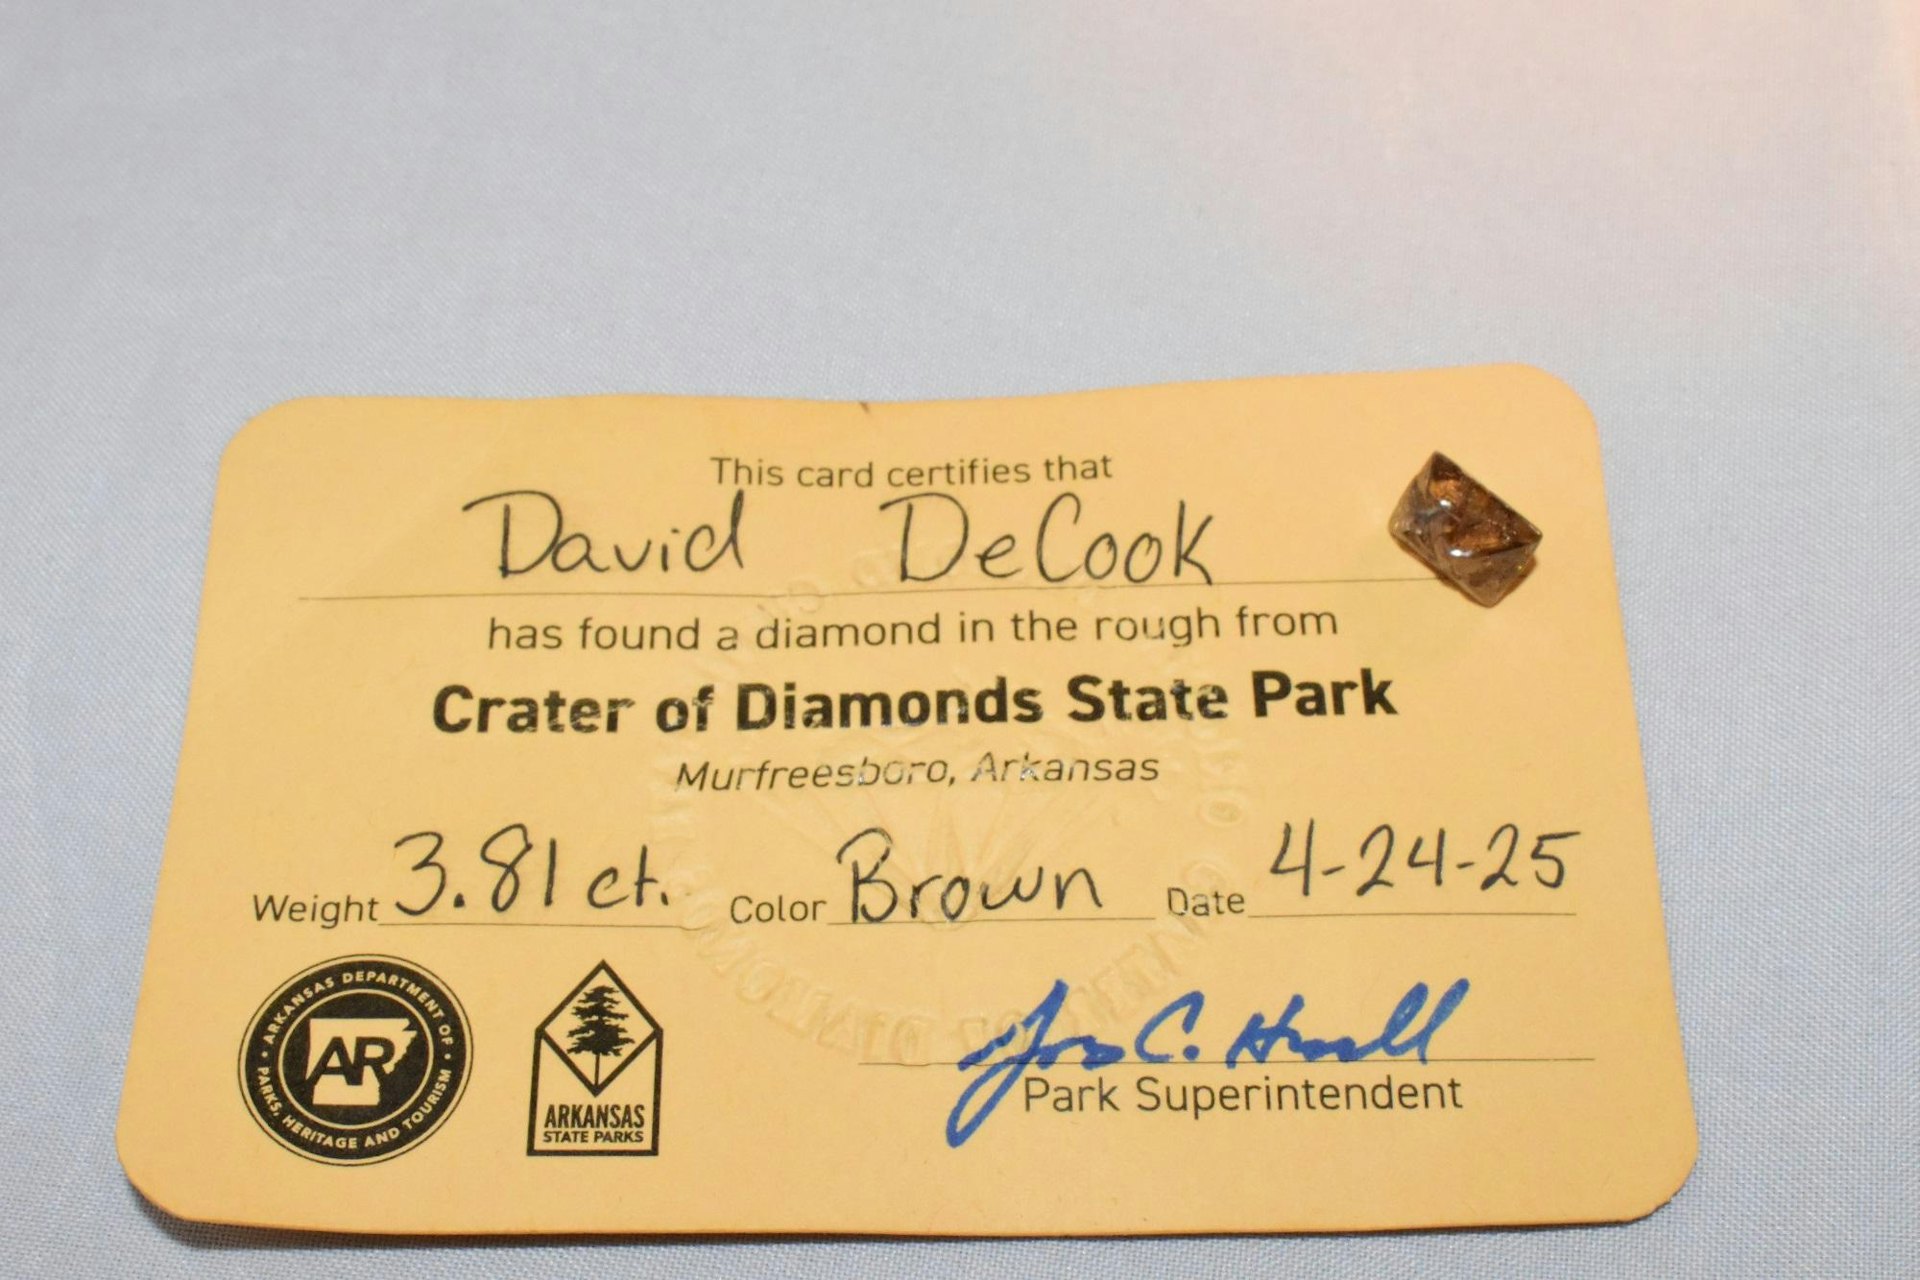 This card certifies that
David DeCook
has found a diamond in the rough from
Crater of Diamonds State Park
Murfreesboro, Arkansas
Weight 3.81 ct. Color Brown Date 4-24-25
ARKANSAS DEPARTMENT OF
AR
• PARKS, HERITAGE AND TOURISM •
ARKANSAS
STATE PARKS
C.
Park Superintendent